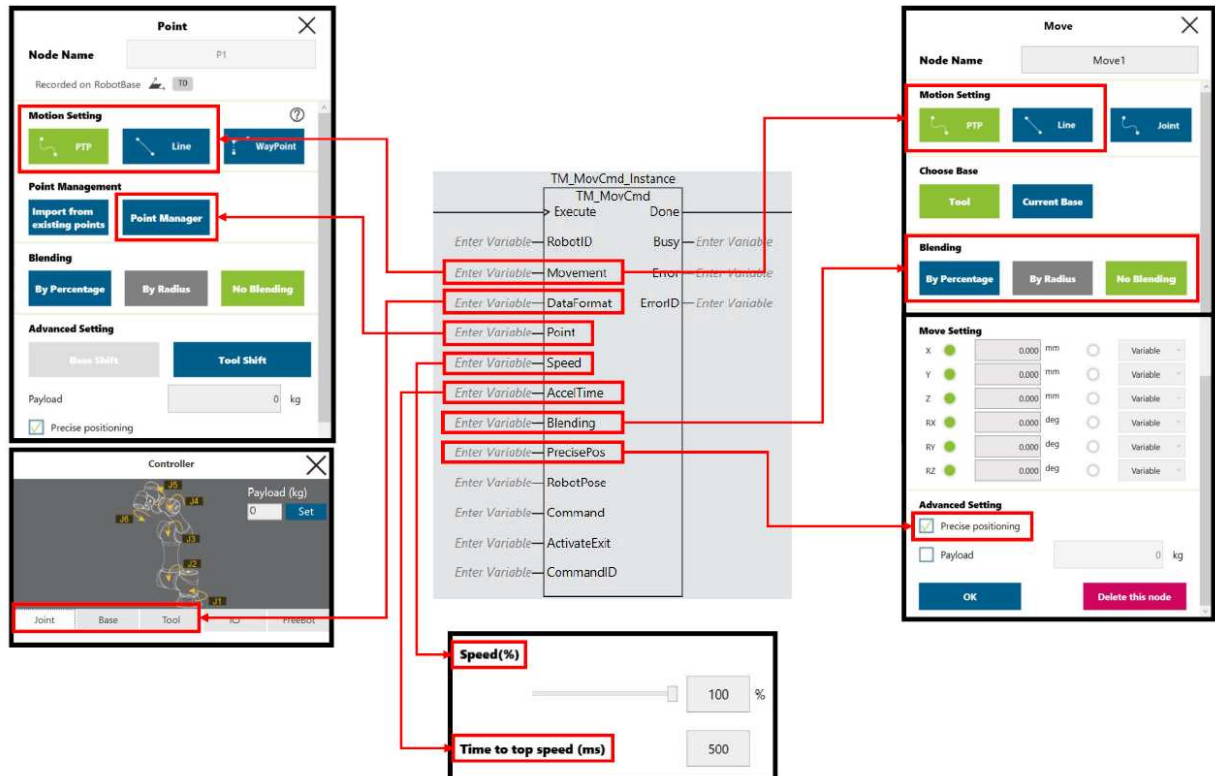 Point
Node Name P1
Recorded on RobotBase T0
Motion Setting
PTP Line WayPoint
Point Management
Import from existing points Point Manager
Blending
By Percentage By Radius No Blending
Advanced Setting
Base Shift Tool Shift
Payload 0 kg
Precise positioning
Controller
J5
J4
J6
J3
J2
J1
Payload (kg)
0 Set
Joint Base Tool IO FreeBot
TM_MovCmd_Instance
TM_MovCmd
Execute Done
Enter Variable RobotID Busy Enter Variable
Enter Variable Movement Error Enter Variable
Enter Variable DataFormat ErrorID Enter Variable
Enter Variable Point
Enter Variable Speed
Enter Variable AccelTime
Enter Variable Blending
Enter Variable PrecisePos
Enter Variable RobotPose
Enter Variable Command
Enter Variable ActivateExit
Enter Variable CommandID
Speed(%)
100 %
Time to top speed (ms) 500
Move
Node Name Move1
Motion Setting
PTP Line Joint
Choose Base
Tool Current Base
Blending
By Percentage By Radius No Blending
Move Setting
X 0.000 mm Variable
Y 0.000 mm Variable
Z 0.000 mm Variable
RX 0.000 deg Variable
RY 0.000 deg Variable
RZ 0.000 deg Variable
Advanced Setting
Precise positioning
Payload 0 kg
OK Delete this node